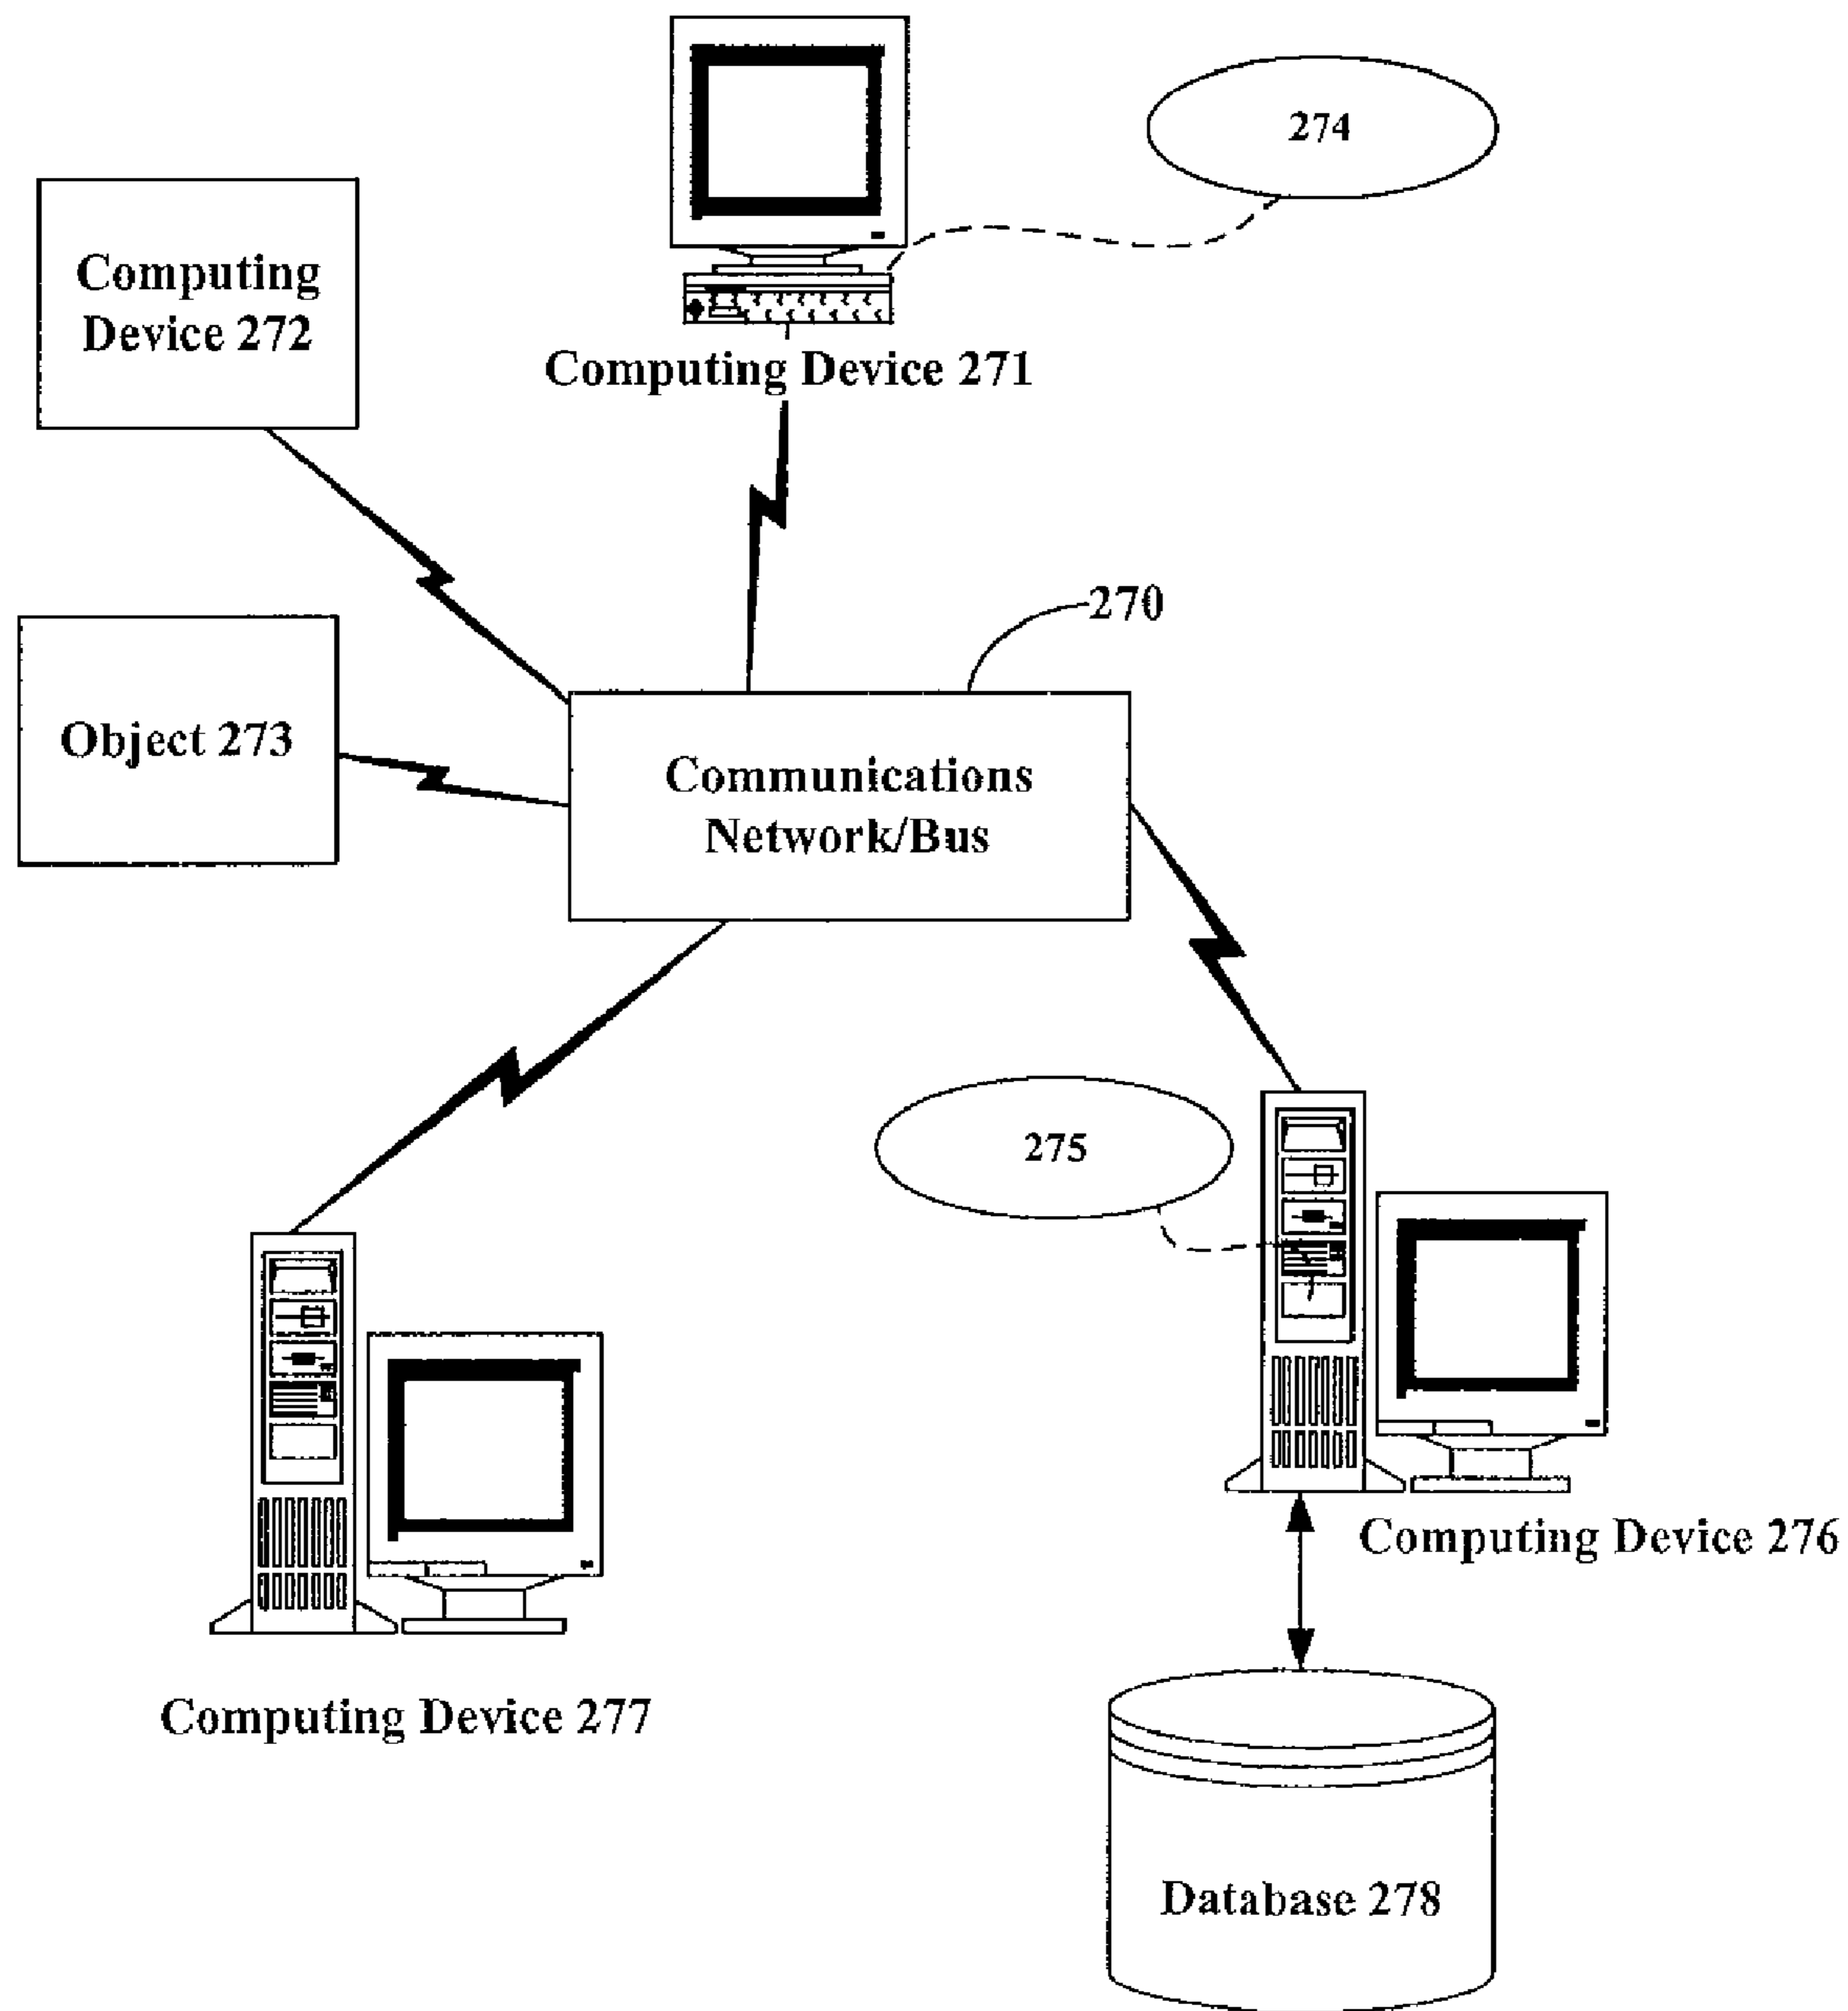 274
Computing
Device 272
Computing Device 271
270
Object 273
Communications
Network/Bus
275
Computing Device 276
Computing Device 277
Database 278